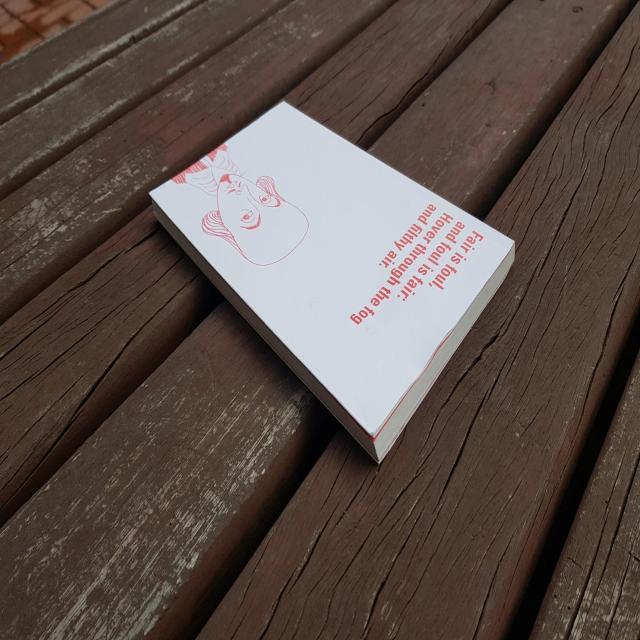 Fair is foul,
and foul is fair:
Hover through the fog
and filthy air.